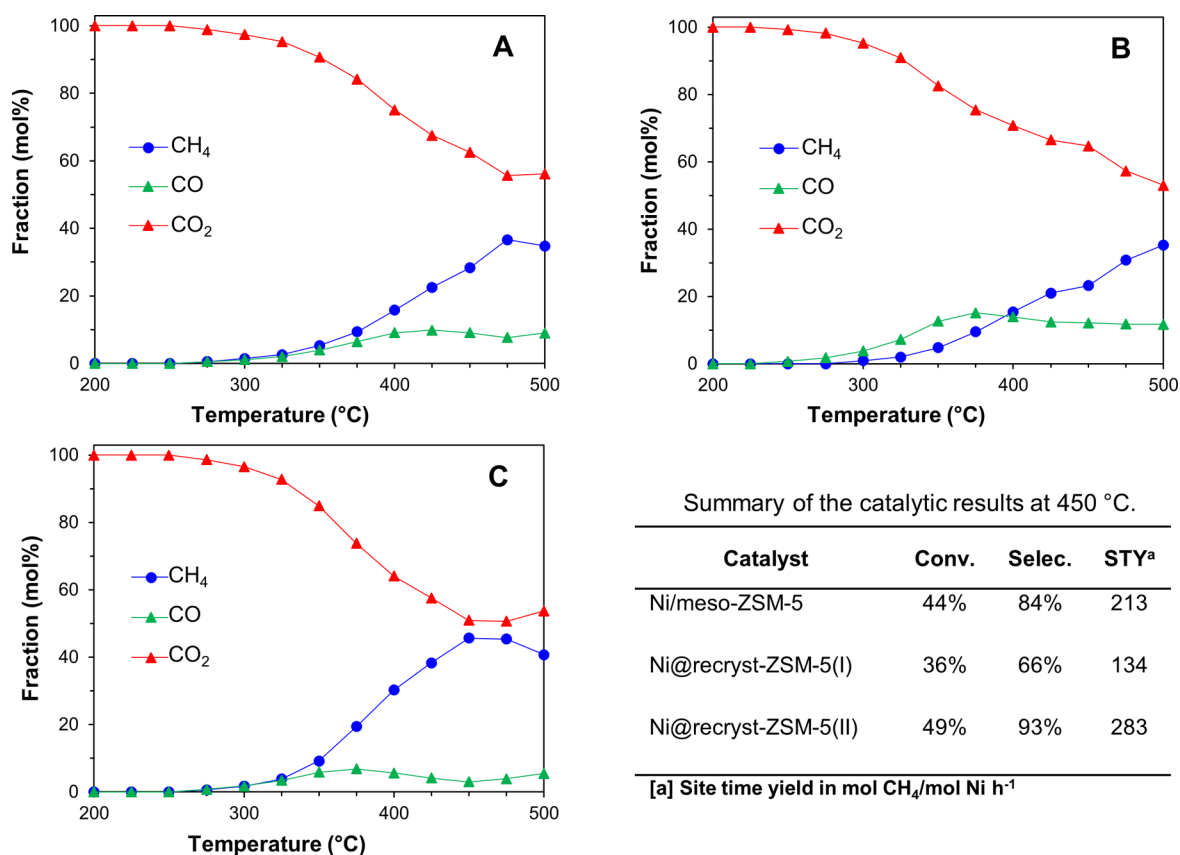 A
Fraction (mol%)
100
80
60
40
20
0
CH4
CO
CO2
200
300
400
500
Temperature (°C)
B
Fraction (mol%)
100
80
60
40
20
0
CH4
CO
CO2
200
300
400
500
Temperature (°C)
C
Fraction (mol%)
100
80
60
40
20
0
CH4
CO
CO2
200
300
400
500
Temperature (°C)
Summary of the catalytic results at 450 °C.
Catalyst Conv. Selec. STYa
Ni/meso-ZSM-5 44% 84% 213
Ni@recryst-ZSM-5(I) 36% 66% 134
Ni@recryst-ZSM-5(II) 49% 93% 283
[a] Site time yield in mol CH4/mol Ni h-1